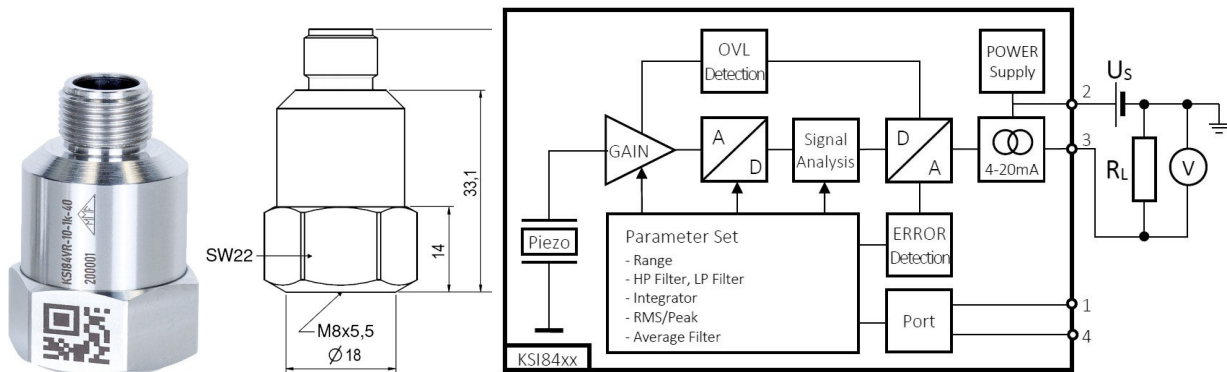 KSI84VR-10-1k-40
200001
MMF
SW22
14
33,1
M8x5,5
Ø18
OVL
Detection
POWER
Supply
Us
2
GAIN
A
D
Signal
Analysis
D
A
4-20mA
3
RL
V
Piezo
Parameter Set
- Range
- HP Filter, LP Filter
- Integrator
- RMS/Peak
- Average Filter
ERROR
Detection
Port
1
4
KSI84xx